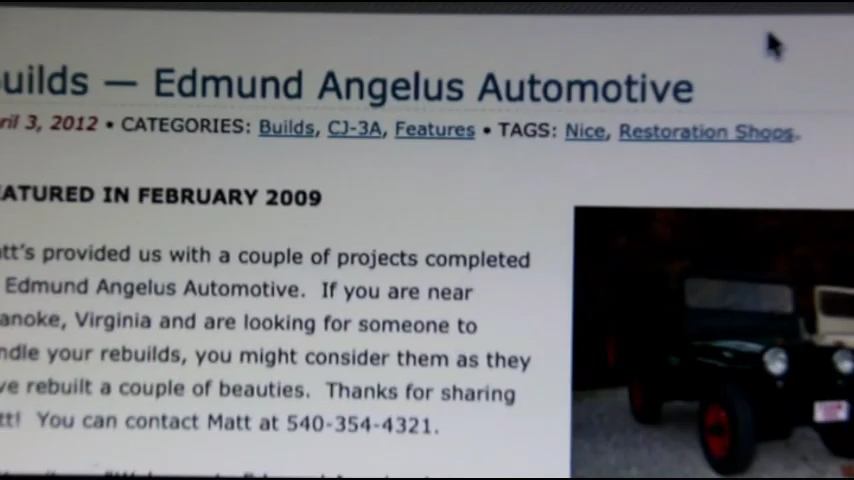 uilds — Edmund Angelus Automotive
ril 3, 2012 • CATEGORIES: Builds, CJ-3A, Features • TAGS: Nice, Restoration Shops.
ATURED IN FEBRUARY 2009
tt's provided us with a couple of projects completed
Edmund Angelus Automotive. If you are near
anoke, Virginia and are looking for someone to
ndle your rebuilds, you might consider them as they
ve rebuilt a couple of beauties. Thanks for sharing
tt! You can contact Matt at 540-354-4321.